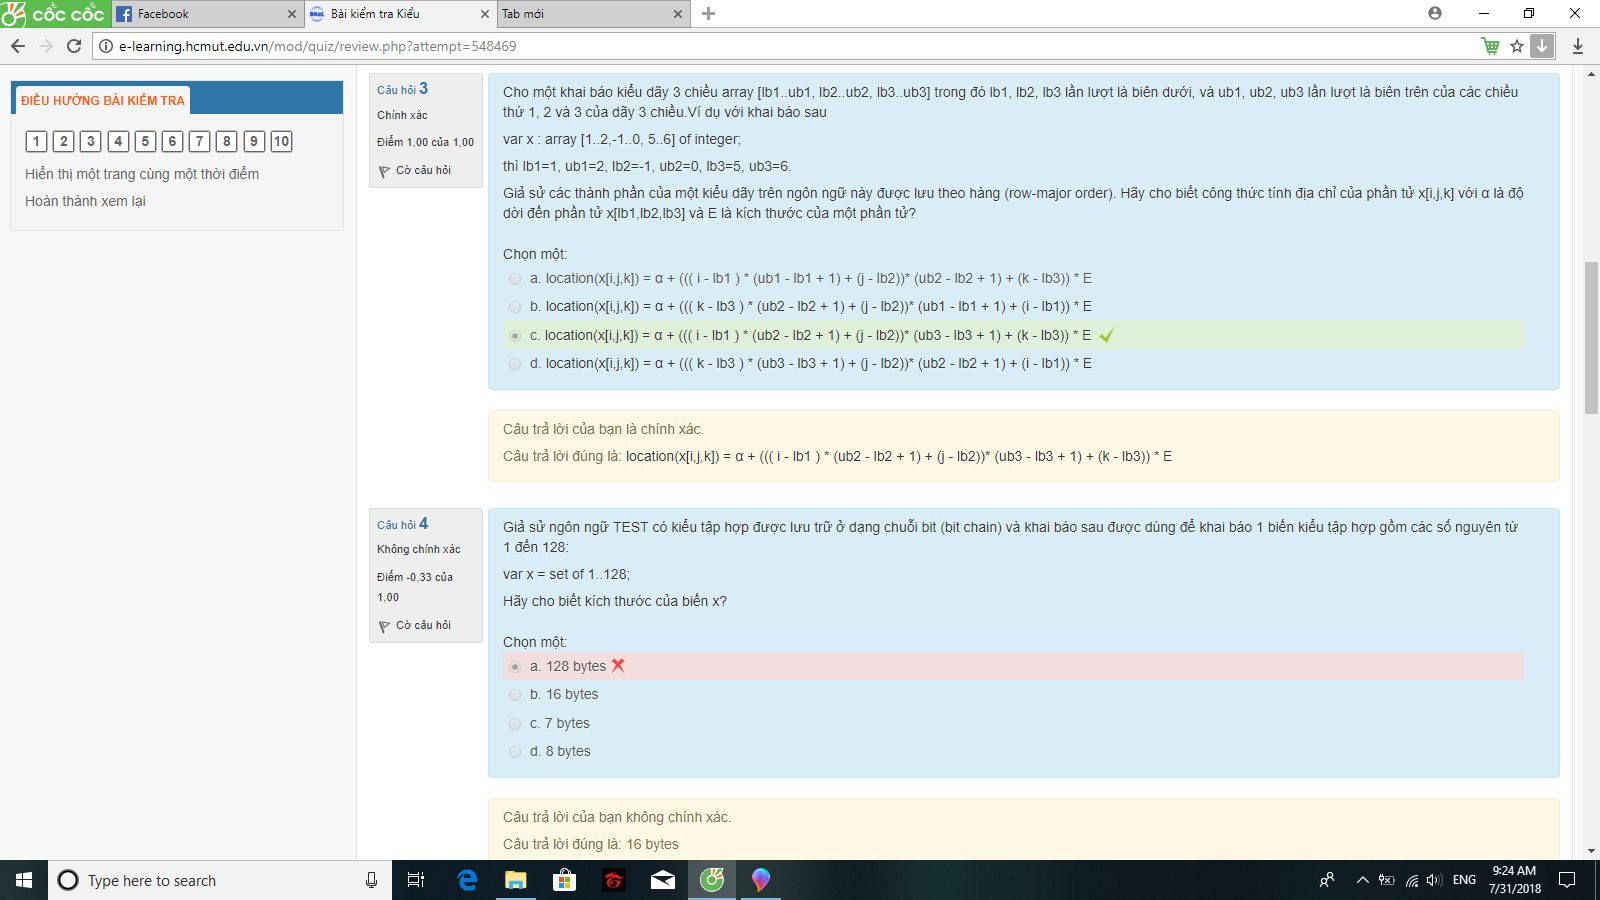 cốc cốc
Facebook
BKeL
Bài kiểm tra Kiểu
Tab mới
e-learning.hcmut.edu.vn/mod/quiz/review.php?attempt=548469
ĐIỀU HƯỚNG BÀI KIỂM TRA
1 2 3 4 5 6 7 8 9 10
Hiển thị một trang cùng một thời điểm
Hoàn thành xem lại
Câu hỏi 3
Chính xác
Điểm 1,00 của 1,00
Cờ câu hỏi
Cho một khai báo kiểu dãy 3 chiều array [lb1..ub1, lb2..ub2, lb3..ub3] trong đó lb1, lb2, lb3 lần lượt là biên dưới, và ub1, ub2, ub3 lần lượt là biên trên của các chiều
thứ 1, 2 và 3 của dãy 3 chiều.Ví dụ với khai báo sau
var x : array [1..2,-1..0, 5..6] of integer;
thì lb1=1, ub1=2, lb2=-1, ub2=0, lb3=5, ub3=6.
Giả sử các thành phần của một kiểu dãy trên ngôn ngữ này được lưu theo hàng (row-major order). Hãy cho biết công thức tính địa chỉ của phần tử x[i,j,k] với α là độ
dời đến phần tử x[lb1,lb2,lb3] và E là kích thước của một phần tử?
Chọn một:
a. location(x[i,j,k]) = α + ((( i - lb1 ) * (ub1 - lb1 + 1) + (j - lb2))* (ub2 - lb2 + 1) + (k - lb3)) * E
b. location(x[i,j,k]) = α + ((( k - lb3 ) * (ub2 - lb2 + 1) + (j - lb2))* (ub1 - lb1 + 1) + (i - lb1)) * E
c. location(x[i,j,k]) = α + ((( i - lb1 ) * (ub2 - lb2 + 1) + (j - lb2))* (ub3 - lb3 + 1) + (k - lb3)) * E
d. location(x[i,j,k]) = α + ((( k - lb3 ) * (ub3 - lb3 + 1) + (j - lb2))* (ub2 - lb2 + 1) + (i - lb1)) * E
Câu trả lời của bạn là chính xác.
Câu trả lời đúng là: location(x[i,j,k]) = α + ((( i - lb1 ) * (ub2 - lb2 + 1) + (j - lb2))* (ub3 - lb3 + 1) + (k - lb3)) * E
Câu hỏi 4
Không chính xác
Điểm -0,33 của
1,00
Cờ câu hỏi
Giả sử ngôn ngữ TEST có kiểu tập hợp được lưu trữ ở dạng chuỗi bit (bit chain) và khai báo sau được dùng để khai báo 1 biến kiểu tập hợp gồm các số nguyên từ
1 đến 128:
var x = set of 1..128;
Hãy cho biết kích thước của biến x?
Chọn một:
a. 128 bytes
b. 16 bytes
c. 7 bytes
d. 8 bytes
Câu trả lời của bạn không chính xác.
Câu trả lời đúng là: 16 bytes
Type here to search
ENG
9:24 AM
7/31/2018